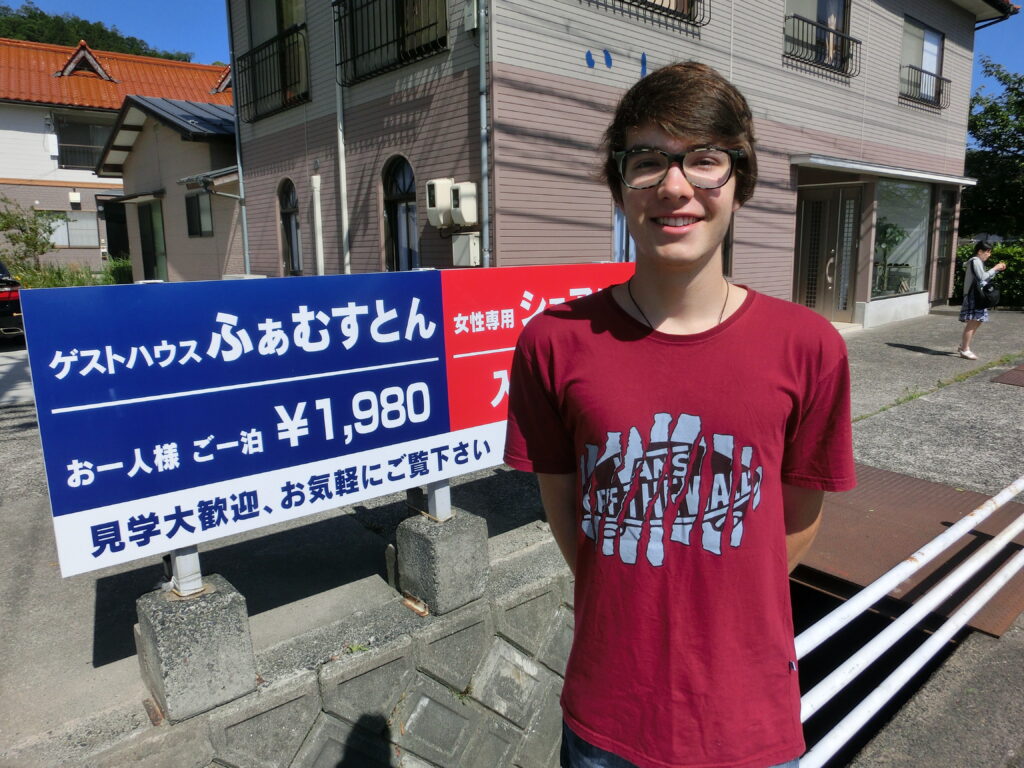 ゲストハウス ふぁむすとん
お一人様 ご一泊 ¥1,980
見学大歓迎、お気軽にご覧下さい
女性専用
入
VANS